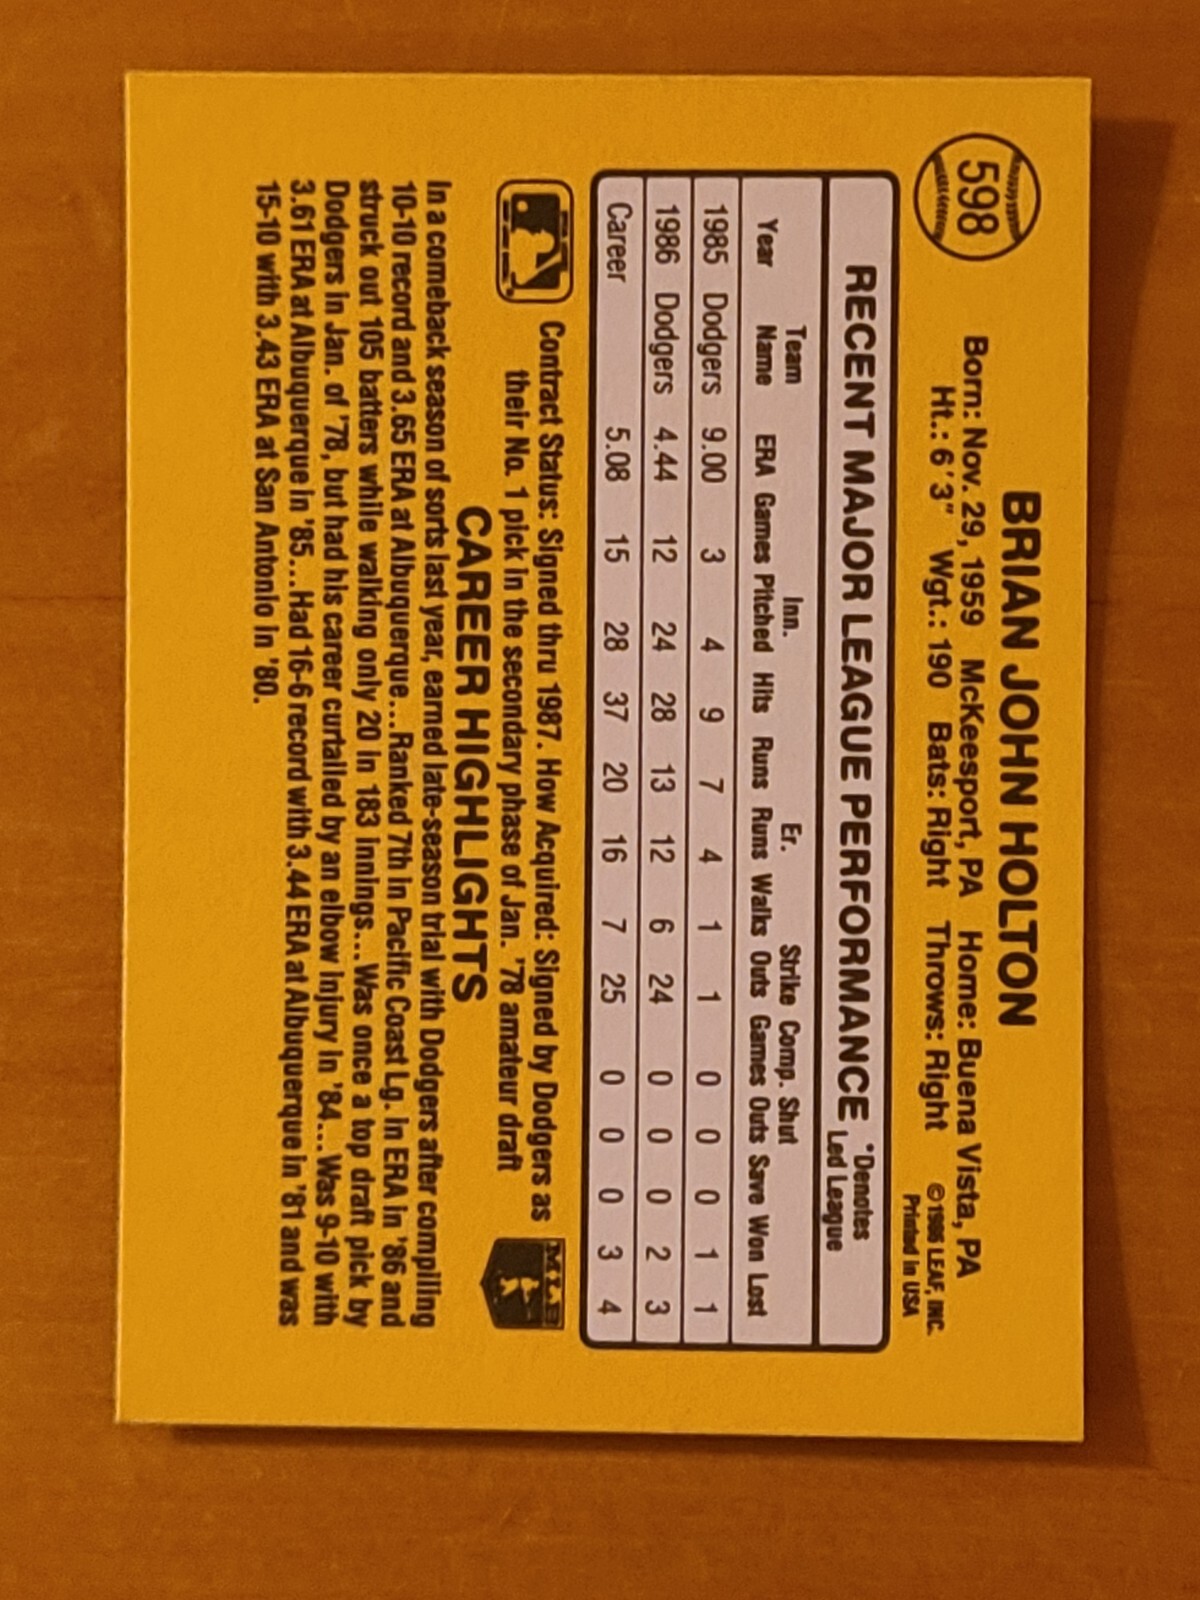 598
BRIAN JOHN HOLTON
Born: Nov. 29, 1959 McKeesport, PA Home: Buena Vista, PA
Ht.: 6'3" Wgt.: 190 Bats: Right Throws: Right
©1986 LEAF, INC.
Printed in USA
RECENT MAJOR LEAGUE PERFORMANCE *Denotes
Led League
Team Inn. Er. Strike Comp. Shut
Year Name ERA Games Pitched Hits Runs Runs Walks Outs Games Outs Save Won Lost
1985 Dodgers 9.00 3 4 9 7 4 1 1 0 0 0 1 1
1986 Dodgers 4.44 12 24 28 13 12 6 24 0 0 0 2 3
Career 5.08 15 28 37 20 16 7 25 0 0 0 3 4
Contract Status: Signed thru 1987. How Acquired: Signed by Dodgers as
their No. 1 pick in the secondary phase of Jan. '78 amateur draft
MLB
CAREER HIGHLIGHTS
In a comeback season of sorts last year, earned late-season trial with Dodgers after compiling
10-10 record and 3.65 ERA at Albuquerque...Ranked 7th in Pacific Coast Lg. in ERA in '86 and
struck out 105 batters while walking only 20 in 183 innings...Was once a top draft pick by
Dodgers in Jan. of '78, but had his career curtailed by an elbow injury in '84...Was 9-10 with
3.61 ERA at Albuquerque in '85...Had 16-6 record with 3.44 ERA at Albuquerque in '81 and was
15-10 with 3.43 ERA at San Antonio in '80.